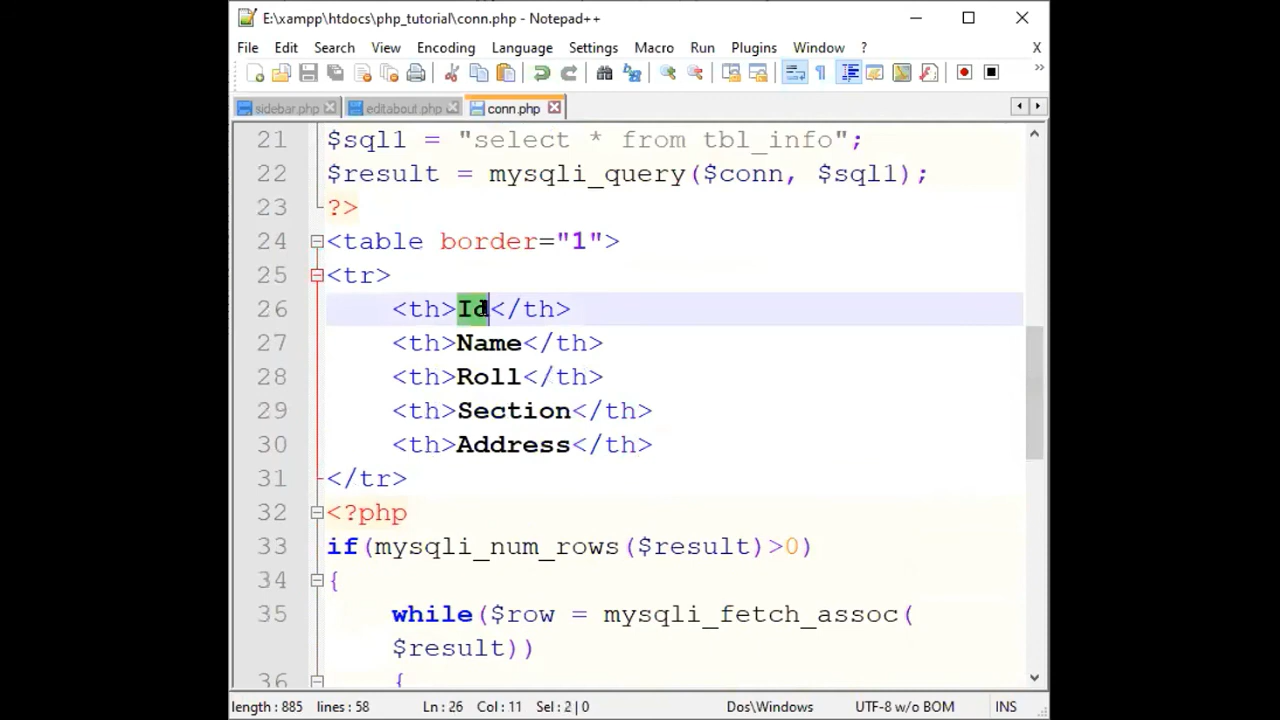 E:\xampp\htdocs\php_tutorial\conn.php - Notepad++
File Edit Search View Encoding Language Settings Macro Run Plugins Window ? X
sidebar.php editabout.php conn.php
21 $sql1 = "select * from tbl_info";
22 $result = mysqli_query($conn, $sql1);
23 ?>
24 <table border="1">
25 <tr>
26 <th>Id</th>
27 <th>Name</th>
28 <th>Roll</th>
29 <th>Section</th>
30 <th>Address</th>
31 </tr>
32 <?php
33 if(mysqli_num_rows($result)>0)
34 {
35 while($row = mysqli_fetch_assoc(
$result))
36 {
length : 885 lines : 58 Ln : 26 Col : 11 Sel : 2 | 0 Dos\Windows UTF-8 w/o BOM INS